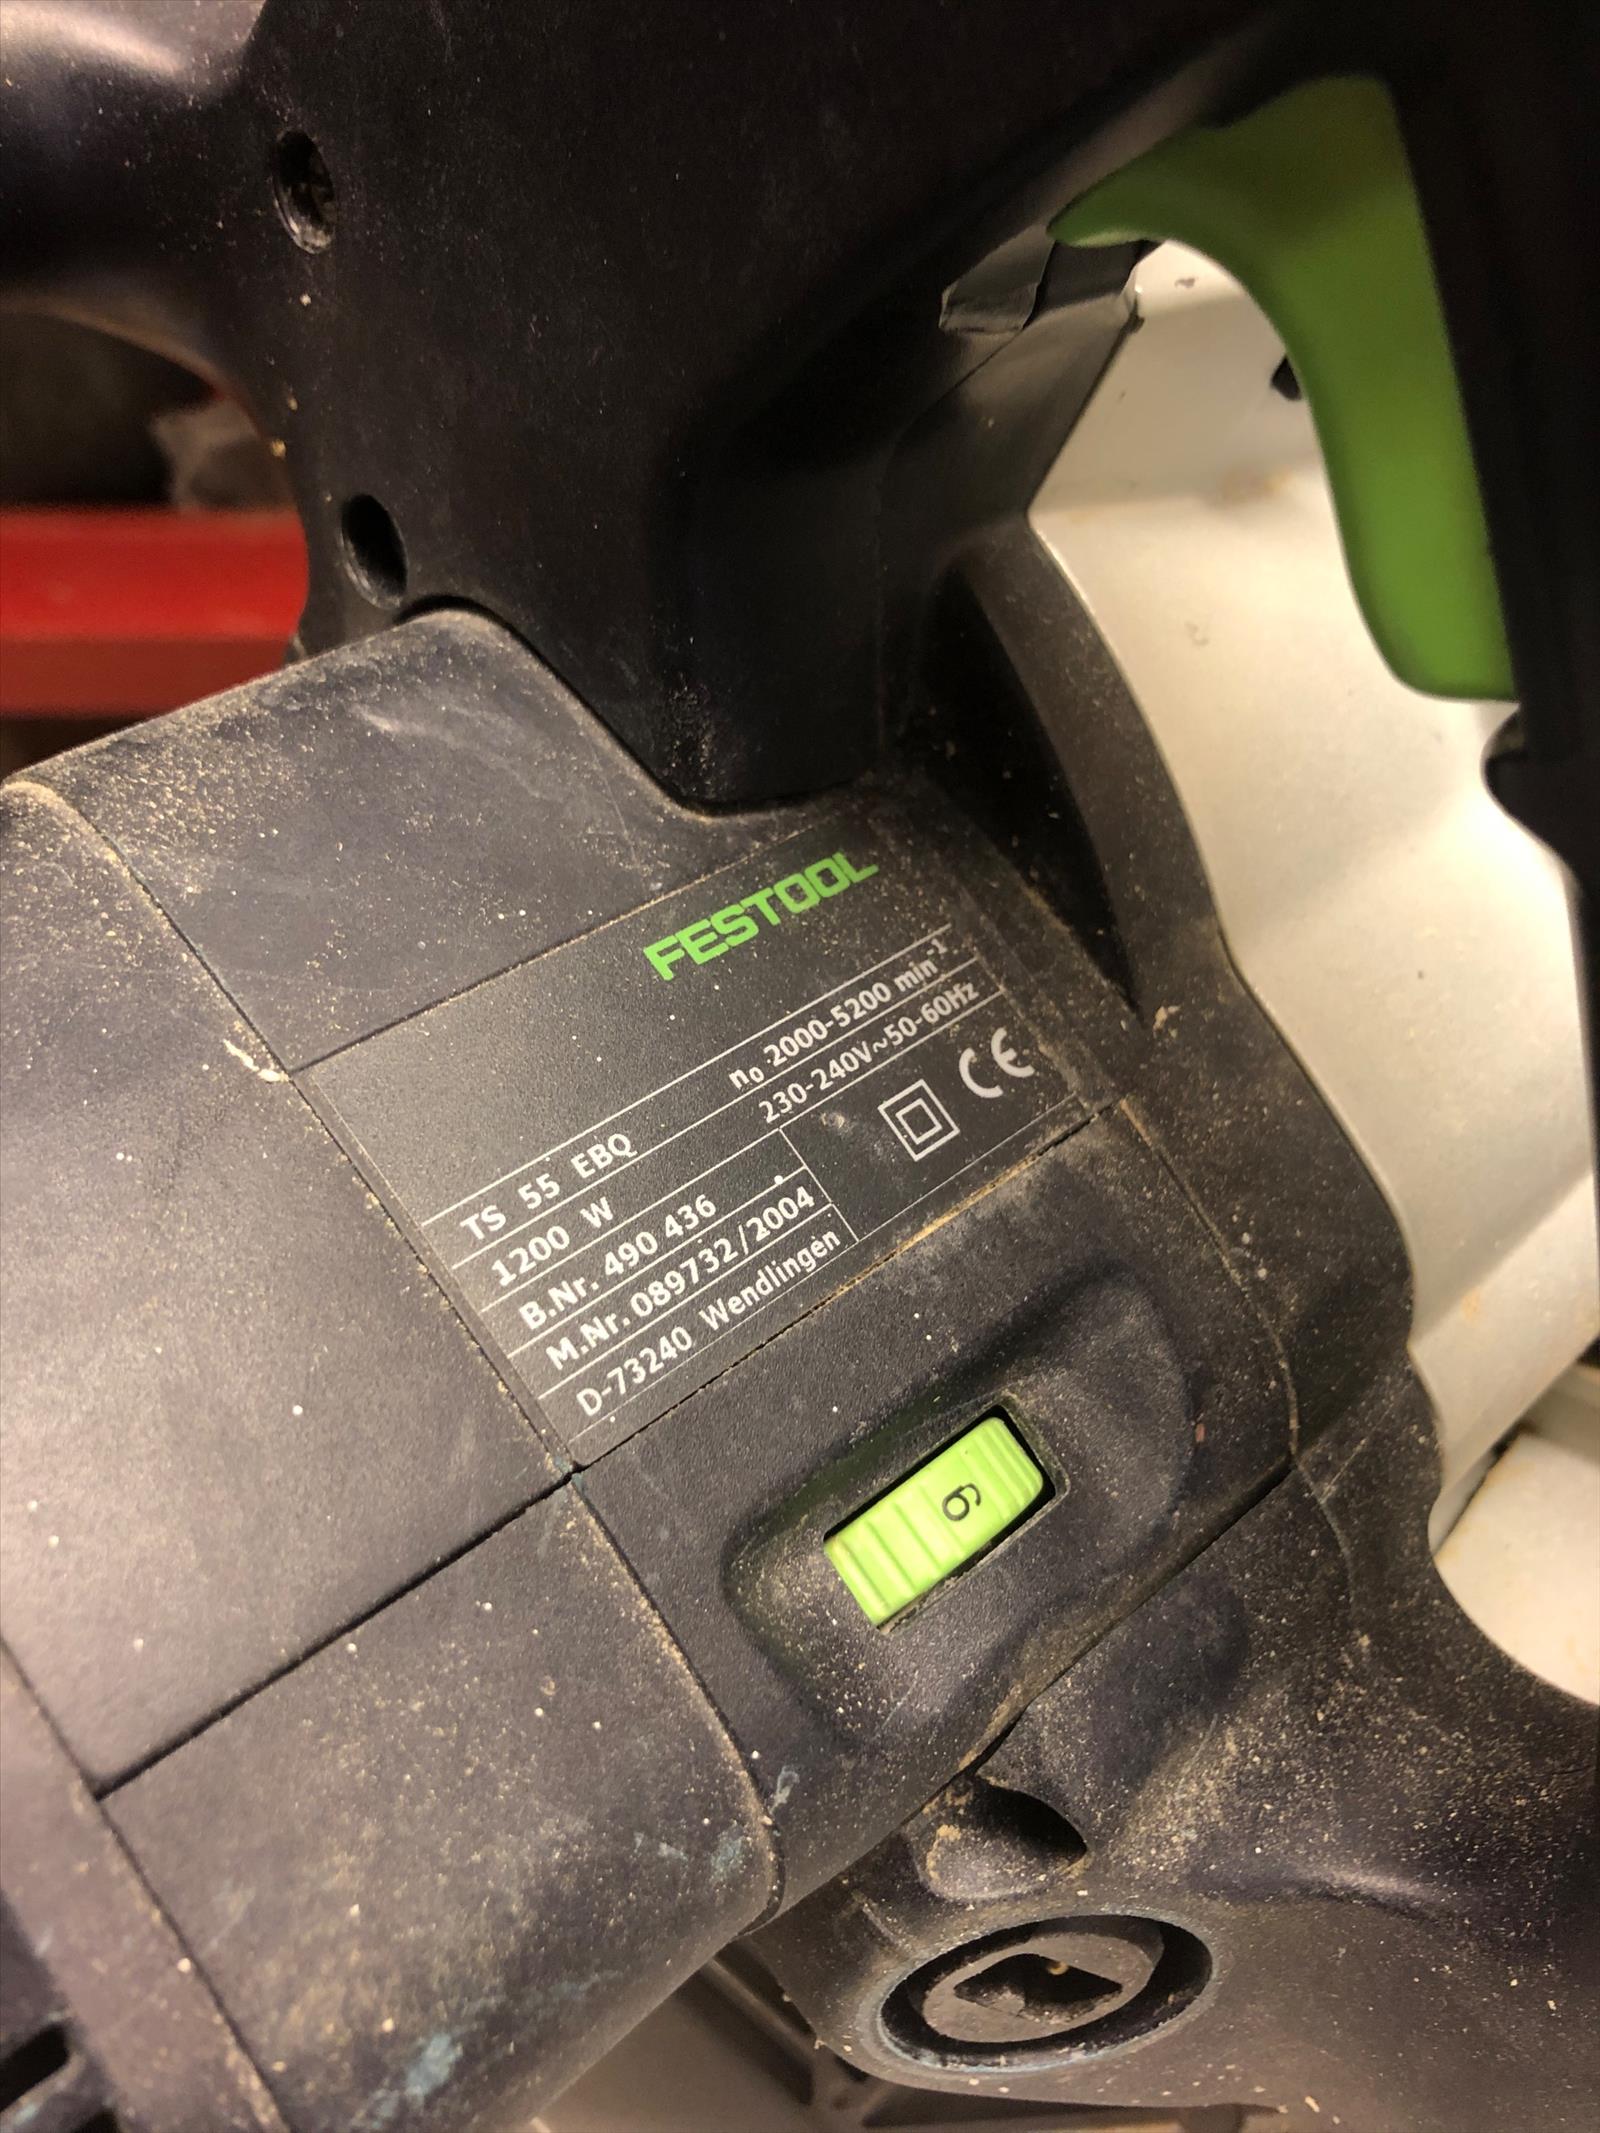 FESTOOL
TS 55 EBQ n₀ 2000-5200 min⁻¹
1200 W 230-240V~50-60Hz
B.Nr. 490 436
M.Nr. 089732/2004
D-73240 Wendlingen
CE
6